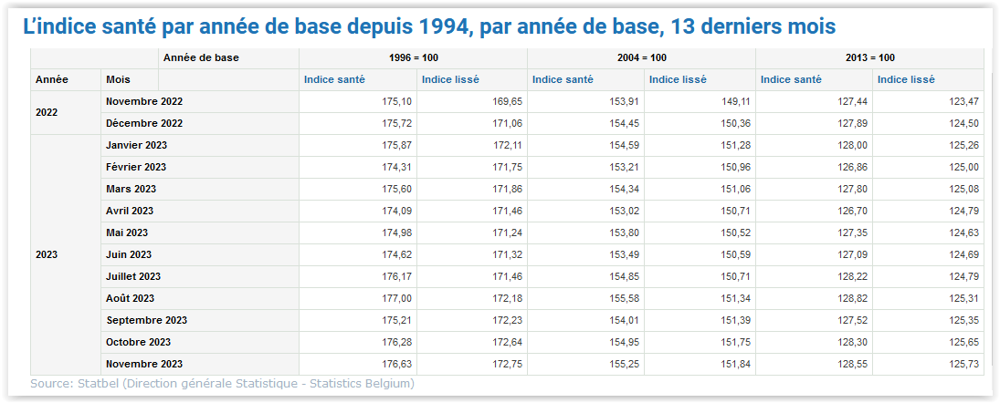 L’indice santé par année de base depuis 1994, par année de base, 13 derniers mois
Année de base 1996 = 100 2004 = 100 2013 = 100
Année Mois Indice santé Indice lissé Indice santé Indice lissé Indice santé Indice lissé
2022 Novembre 2022 175,10 169,65 153,91 149,11 127,44 123,47
Décembre 2022 175,72 171,06 154,45 150,36 127,89 124,50
2023 Janvier 2023 175,87 172,11 154,59 151,28 128,00 125,26
Février 2023 174,31 171,75 153,21 150,96 126,86 125,00
Mars 2023 175,60 171,86 154,34 151,06 127,80 125,08
Avril 2023 174,09 171,46 153,02 150,71 126,70 124,79
Mai 2023 174,98 171,24 153,80 150,52 127,35 124,63
Juin 2023 174,62 171,32 153,49 150,59 127,09 124,69
Juillet 2023 176,17 171,46 154,85 150,71 128,22 124,79
Août 2023 177,00 172,18 155,58 151,34 128,82 125,31
Septembre 2023 175,21 172,23 154,01 151,39 127,52 125,35
Octobre 2023 176,28 172,64 154,95 151,75 128,30 125,65
Novembre 2023 176,63 172,75 155,25 151,84 128,55 125,73
Source: Statbel (Direction générale Statistique - Statistics Belgium)